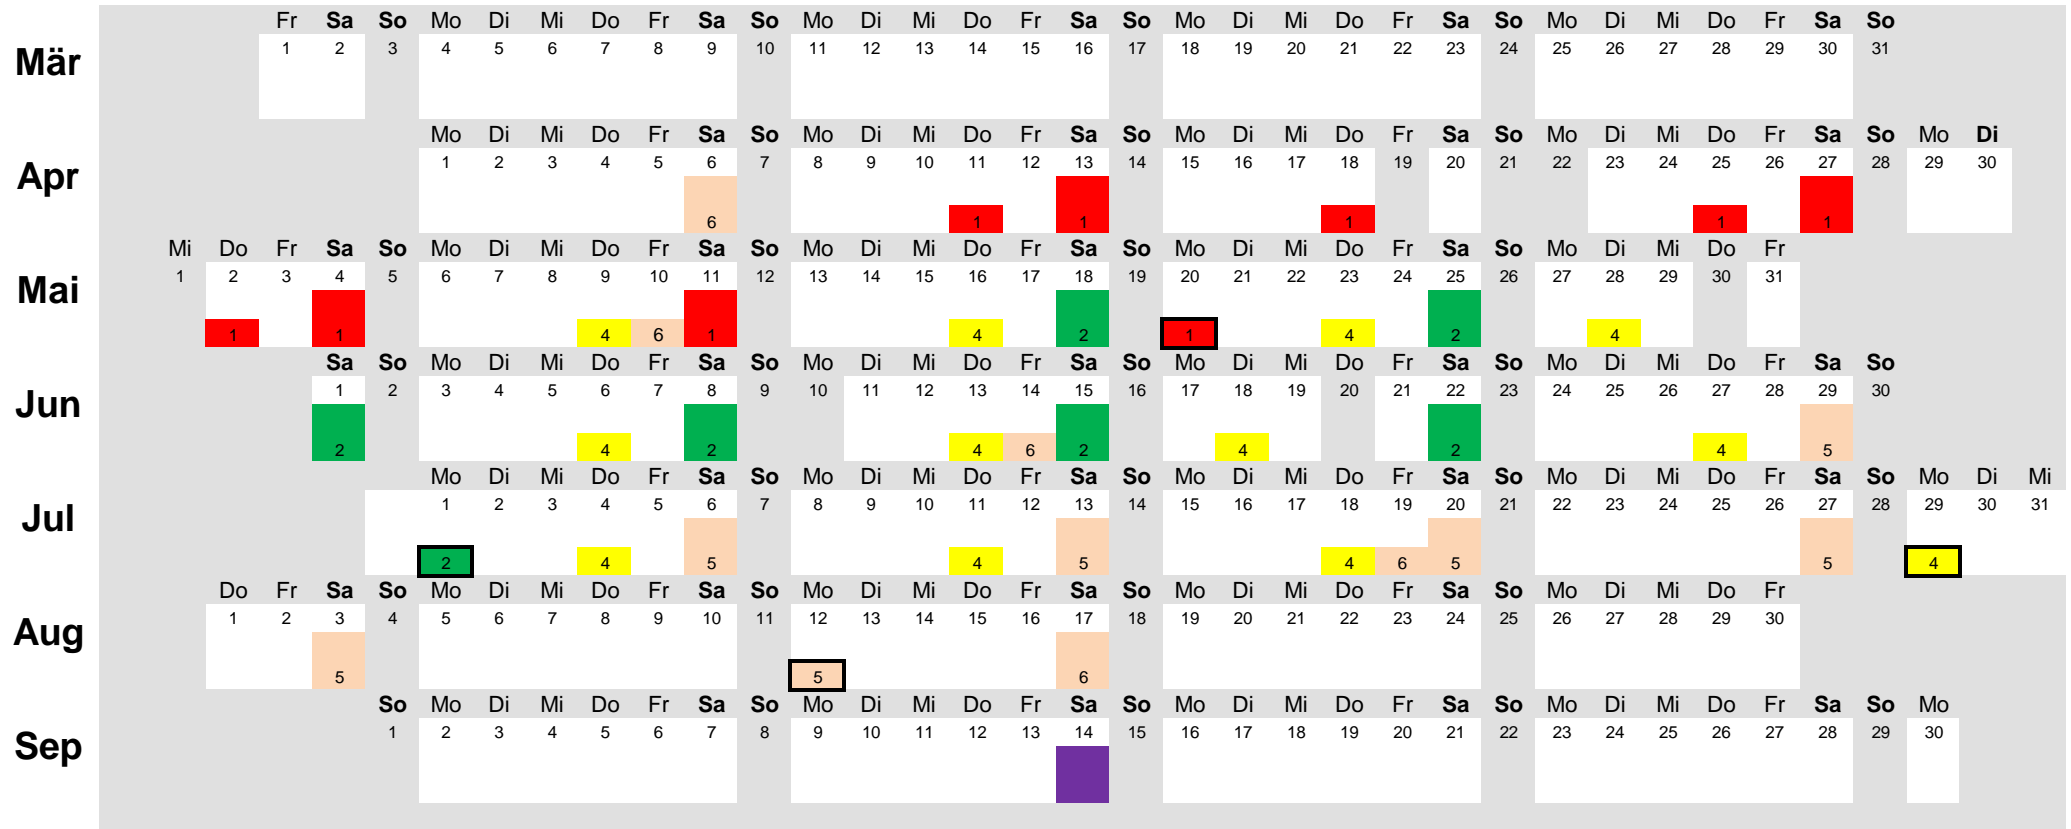 Fr Sa So Mo Di Mi Do Fr Sa So Mo Di Mi Do Fr Sa So Mo Di Mi Do Fr Sa So Mo Di Mi Do Fr Sa So
Mär 1 2 3 4 5 6 7 8 9 10 11 12 13 14 15 16 17 18 19 20 21 22 23 24 25 26 27 28 29 30 31
Mo Di Mi Do Fr Sa So Mo Di Mi Do Fr Sa So Mo Di Mi Do Fr Sa So Mo Di Mi Do Fr Sa So Mo Di
Apr 1 2 3 4 5 6 7 8 9 10 11 12 13 14 15 16 17 18 19 20 21 22 23 24 25 26 27 28 29 30
6 1 1 1 1 1
Mi Do Fr Sa So Mo Di Mi Do Fr Sa So Mo Di Mi Do Fr Sa So Mo Di Mi Do Fr Sa So Mo Di Mi Do Fr
Mai 1 2 3 4 5 6 7 8 9 10 11 12 13 14 15 16 17 18 19 20 21 22 23 24 25 26 27 28 29 30 31
1 1 4 6 1 4 2 1 4 2 4
Sa So Mo Di Mi Do Fr Sa So Mo Di Mi Do Fr Sa So Mo Di Mi Do Fr Sa So Mo Di Mi Do Fr Sa So
Jun 1 2 3 4 5 6 7 8 9 10 11 12 13 14 15 16 17 18 19 20 21 22 23 24 25 26 27 28 29 30
2 4 2 4 6 2 4 2 4 5
Mo Di Mi Do Fr Sa So Mo Di Mi Do Fr Sa So Mo Di Mi Do Fr Sa So Mo Di Mi Do Fr Sa So Mo Di Mi
Jul 1 2 3 4 5 6 7 8 9 10 11 12 13 14 15 16 17 18 19 20 21 22 23 24 25 26 27 28 29 30 31
2 4 5 4 5 4 6 5 5 4
Do Fr Sa So Mo Di Mi Do Fr Sa So Mo Di Mi Do Fr Sa So Mo Di Mi Do Fr Sa So Mo Di Mi Do Fr
Aug 1 2 3 4 5 6 7 8 9 10 11 12 13 14 15 16 17 18 19 20 21 22 23 24 25 26 27 28 29 30
5 5 6
So Mo Di Mi Do Fr Sa So Mo Di Mi Do Fr Sa So Mo Di Mi Do Fr Sa So Mo Di Mi Do Fr Sa So Mo
Sep 1 2 3 4 5 6 7 8 9 10 11 12 13 14 15 16 17 18 19 20 21 22 23 24 25 26 27 28 29 30